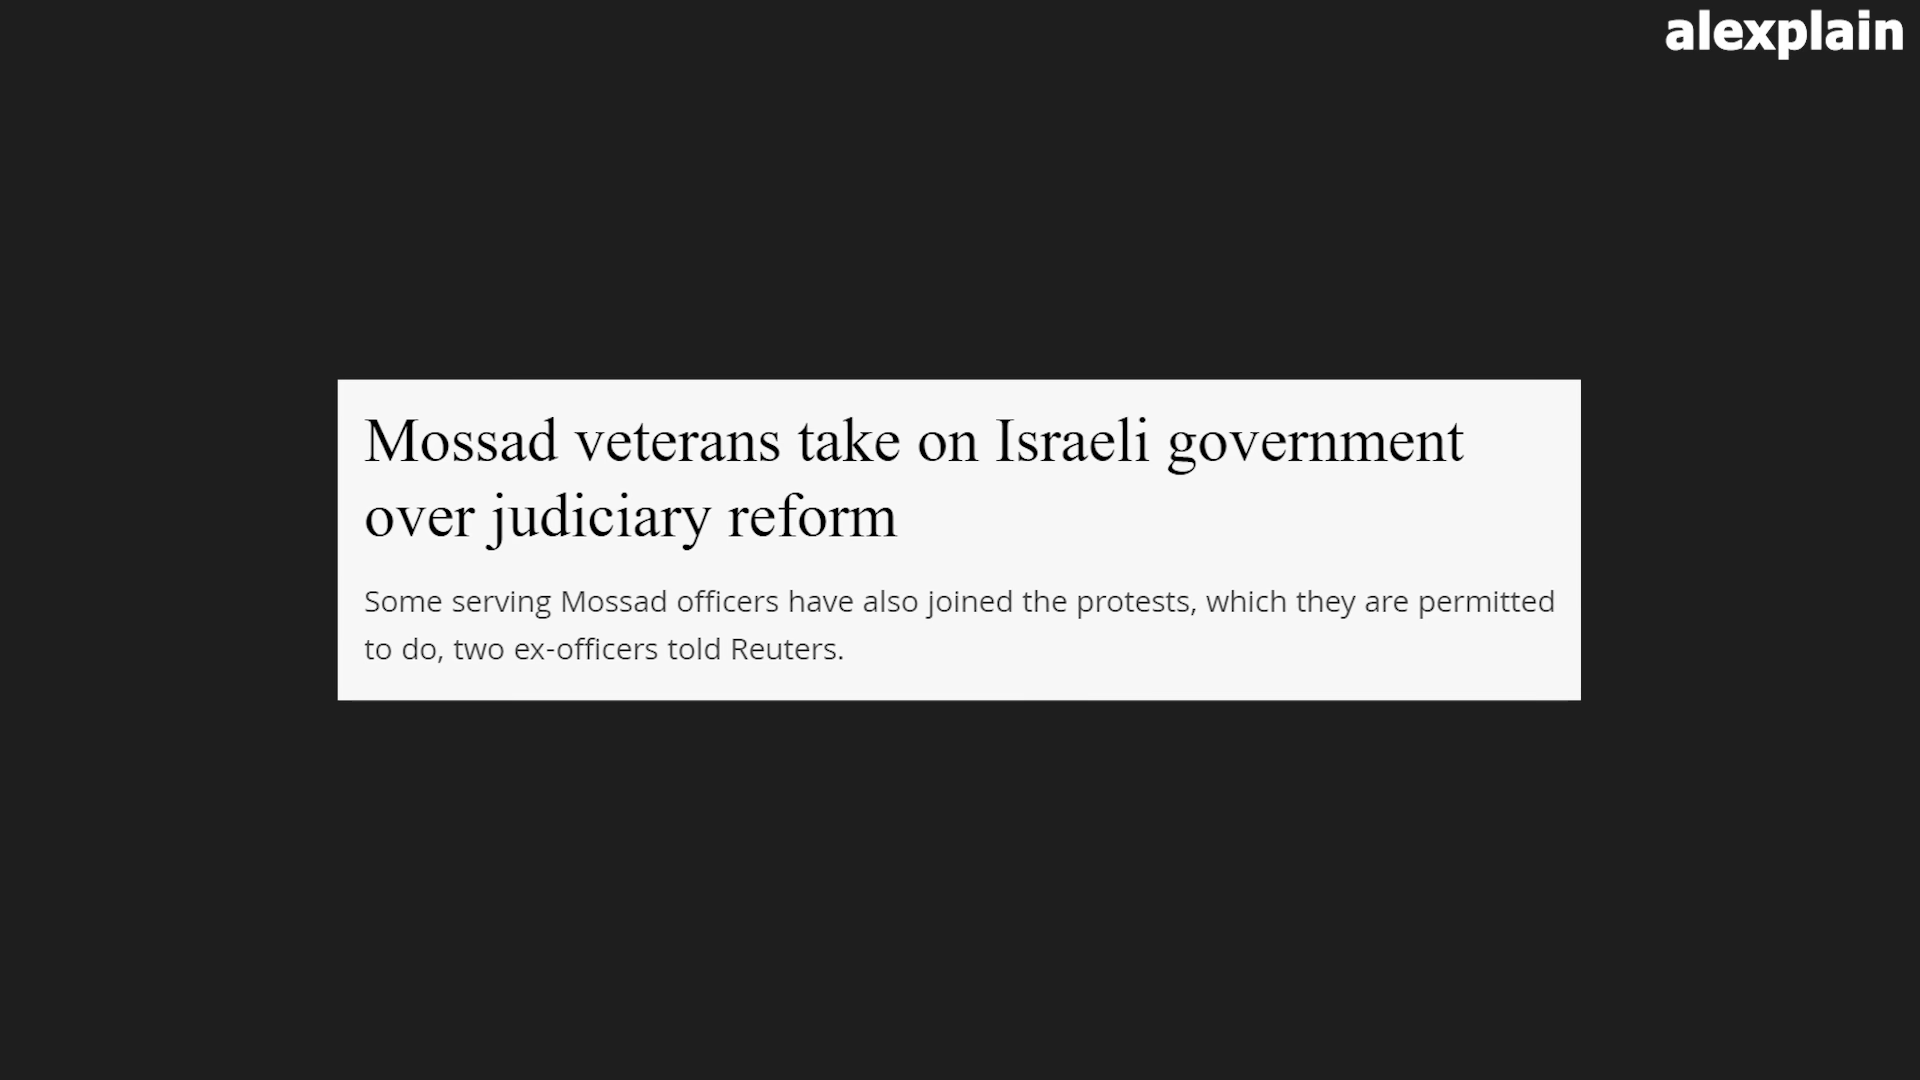 alexplain
Mossad veterans take on Israeli government
over judiciary reform
Some serving Mossad officers have also joined the protests, which they are permitted
to do, two ex-officers told Reuters.